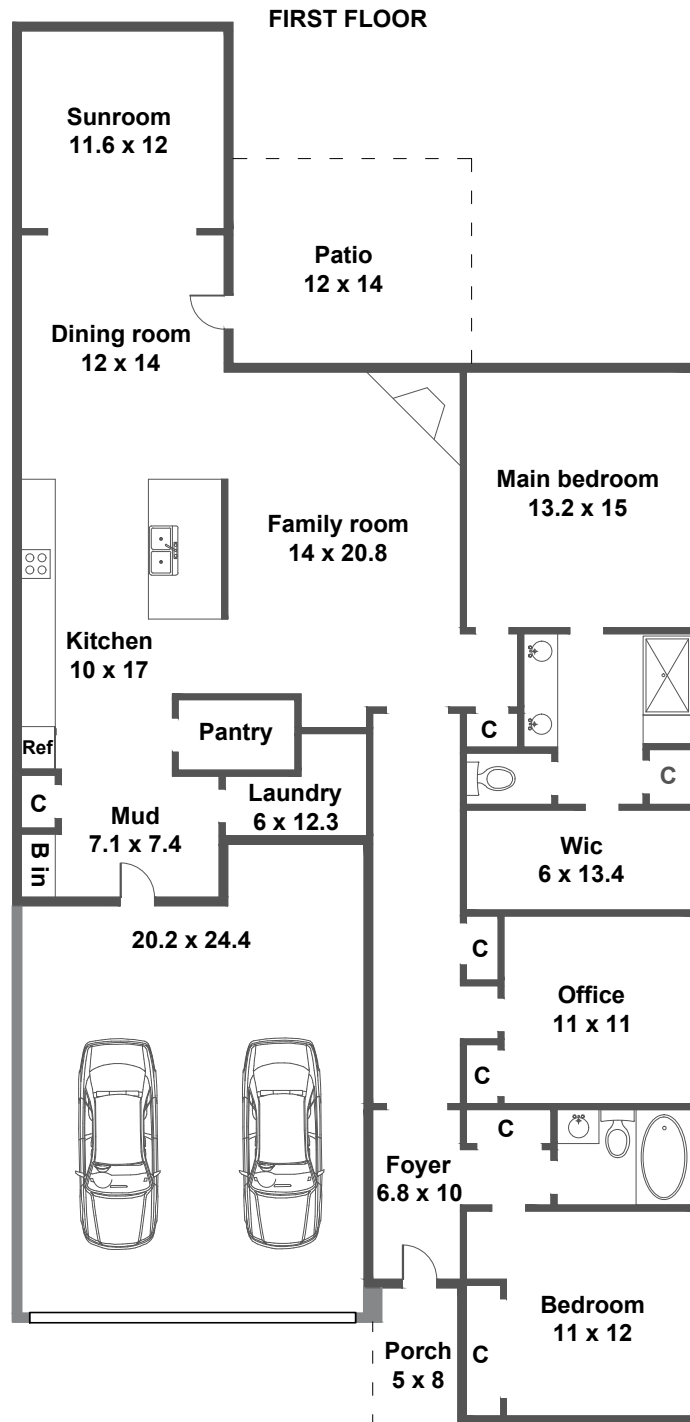 FIRST FLOOR
Sunroom
11.6 x 12
Patio
12 x 14
Dining room
12 x 14
Main bedroom
13.2 x 15
Family room
14 x 20.8
Kitchen
10 x 17
Pantry
C
Ref
C
C
Laundry
6 x 12.3
Mud
7.1 x 7.4
B in
Wic
6 x 13.4
20.2 x 24.4
C
Office
11 x 11
C
C
Foyer
6.8 x 10
Bedroom
11 x 12
Porch
5 x 8
C